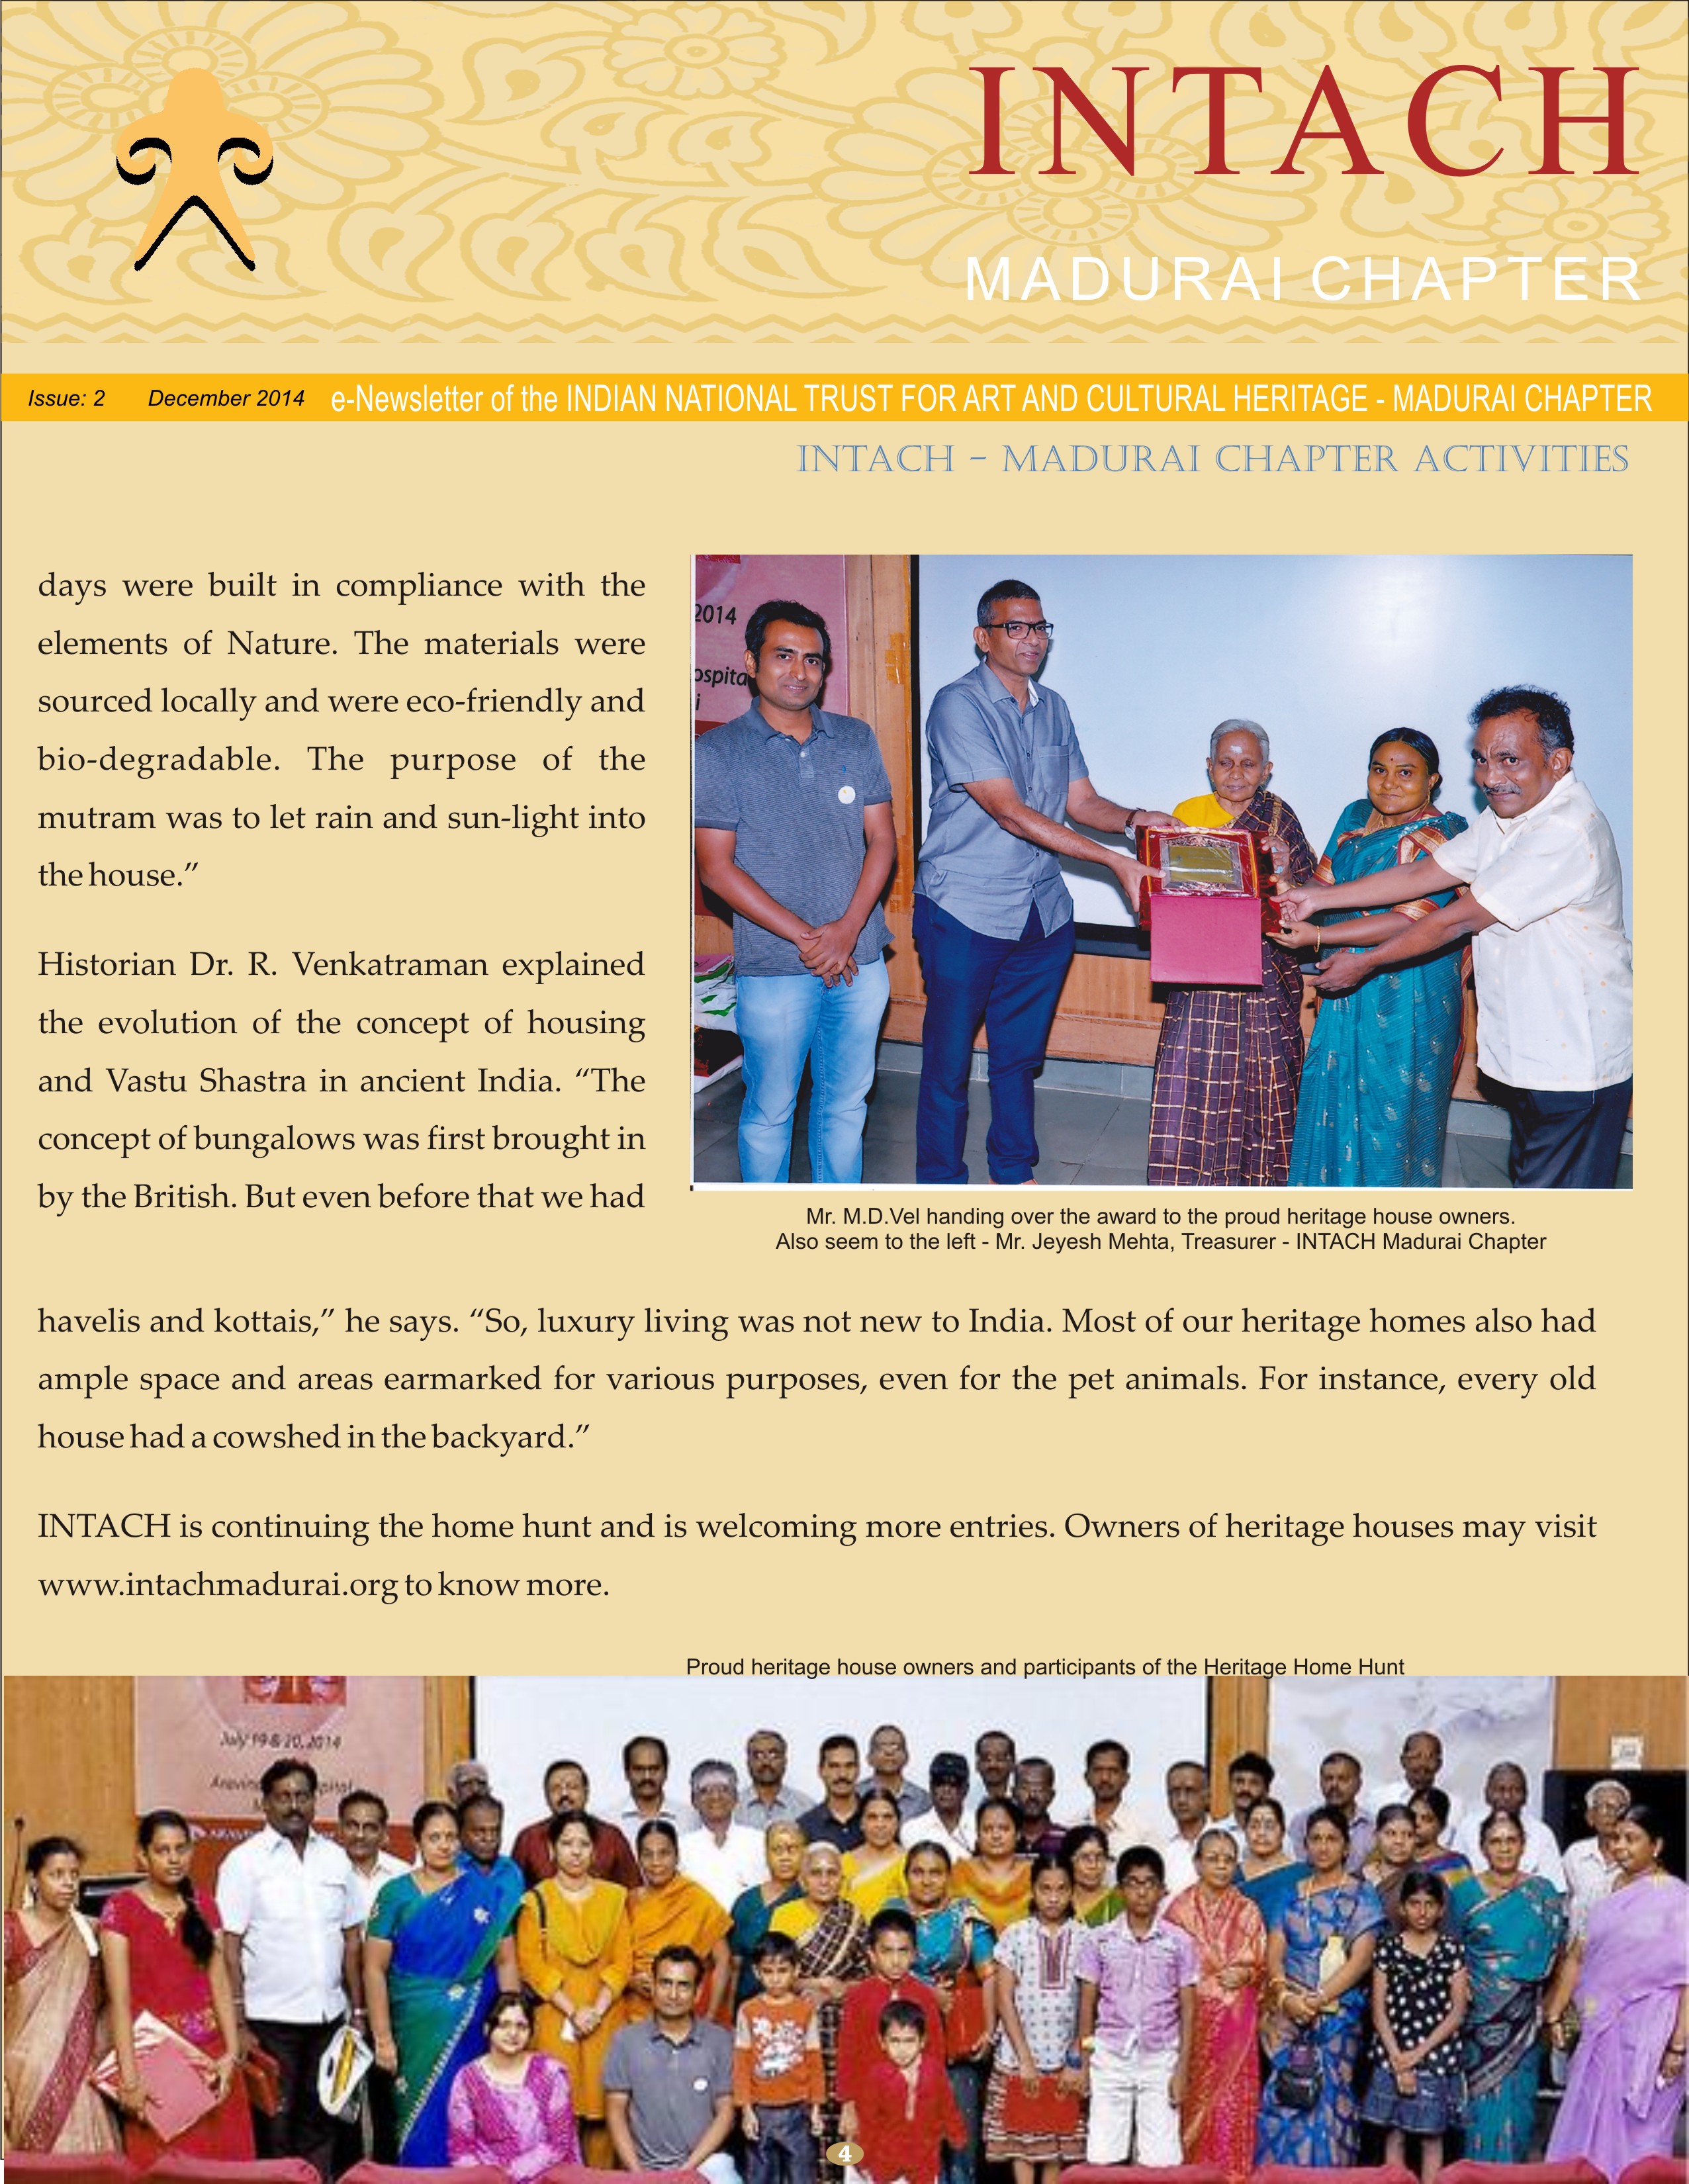 INTACH
MADURAI CHAPTER
Issue: 2 December 2014 e-Newsletter of the INDIAN NATIONAL TRUST FOR ART AND CULTURAL HERITAGE - MADURAI CHAPTER
INTACH - MADURAI CHAPTER ACTIVITIES
days were built in compliance with the
elements of Nature. The materials were
sourced locally and were eco-friendly and
bio-degradable. The purpose of the
mutram was to let rain and sun-light into
the house.”
Historian Dr. R. Venkatraman explained
the evolution of the concept of housing
and Vastu Shastra in ancient India. “The
concept of bungalows was first brought in
by the British. But even before that we had
2014
ospita
i
Mr. M.D.Vel handing over the award to the proud heritage house owners.
Also seem to the left - Mr. Jeyesh Mehta, Treasurer - INTACH Madurai Chapter
havelis and kottais,” he says. “So, luxury living was not new to India. Most of our heritage homes also had
ample space and areas earmarked for various purposes, even for the pet animals. For instance, every old
house had a cowshed in the backyard.”
INTACH is continuing the home hunt and is welcoming more entries. Owners of heritage houses may visit
www.intachmadurai.org to know more.
Proud heritage house owners and participants of the Heritage Home Hunt
July 19 & 20, 2014
4